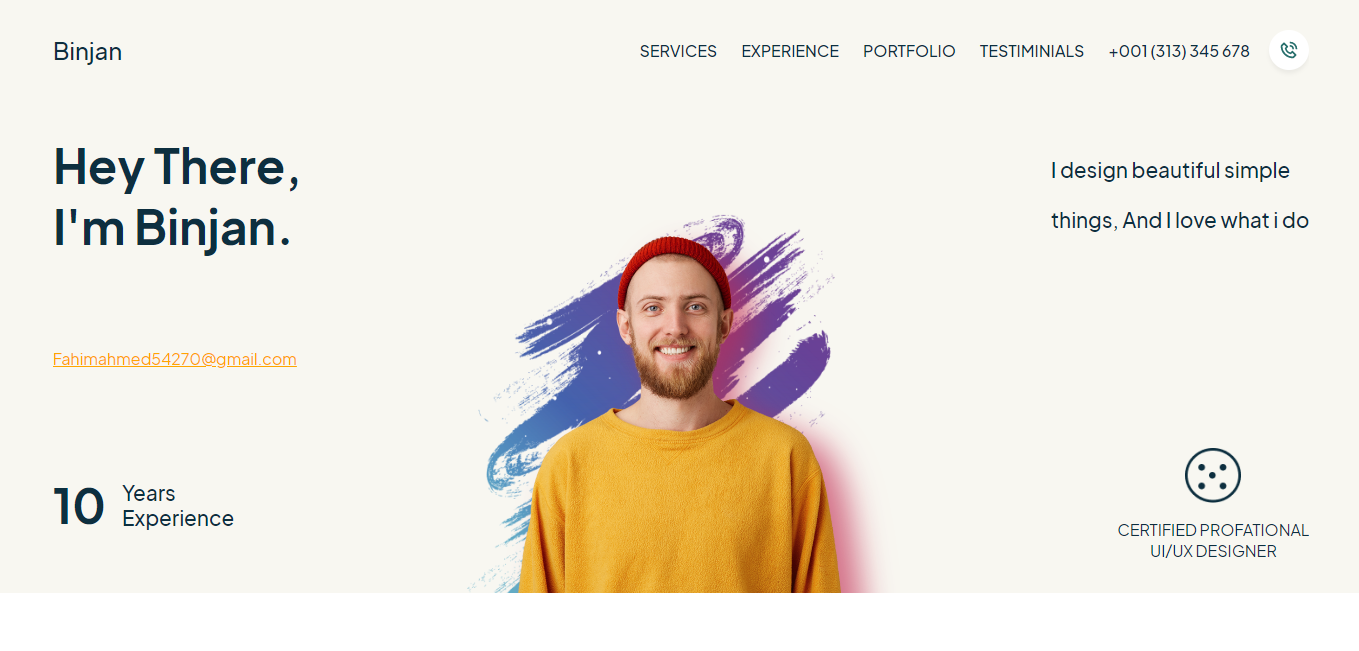 Binjan
SERVICES
EXPERIENCE
PORTFOLIO
TESTIMINIALS
+001 (313) 345 678
Hey There,
I'm Binjan.
I design beautiful simple
things, And I love what i do
Fahimahmed54270@gmail.com
10
Years
Experience
CERTIFIED PROFATIONAL
UI/UX DESIGNER